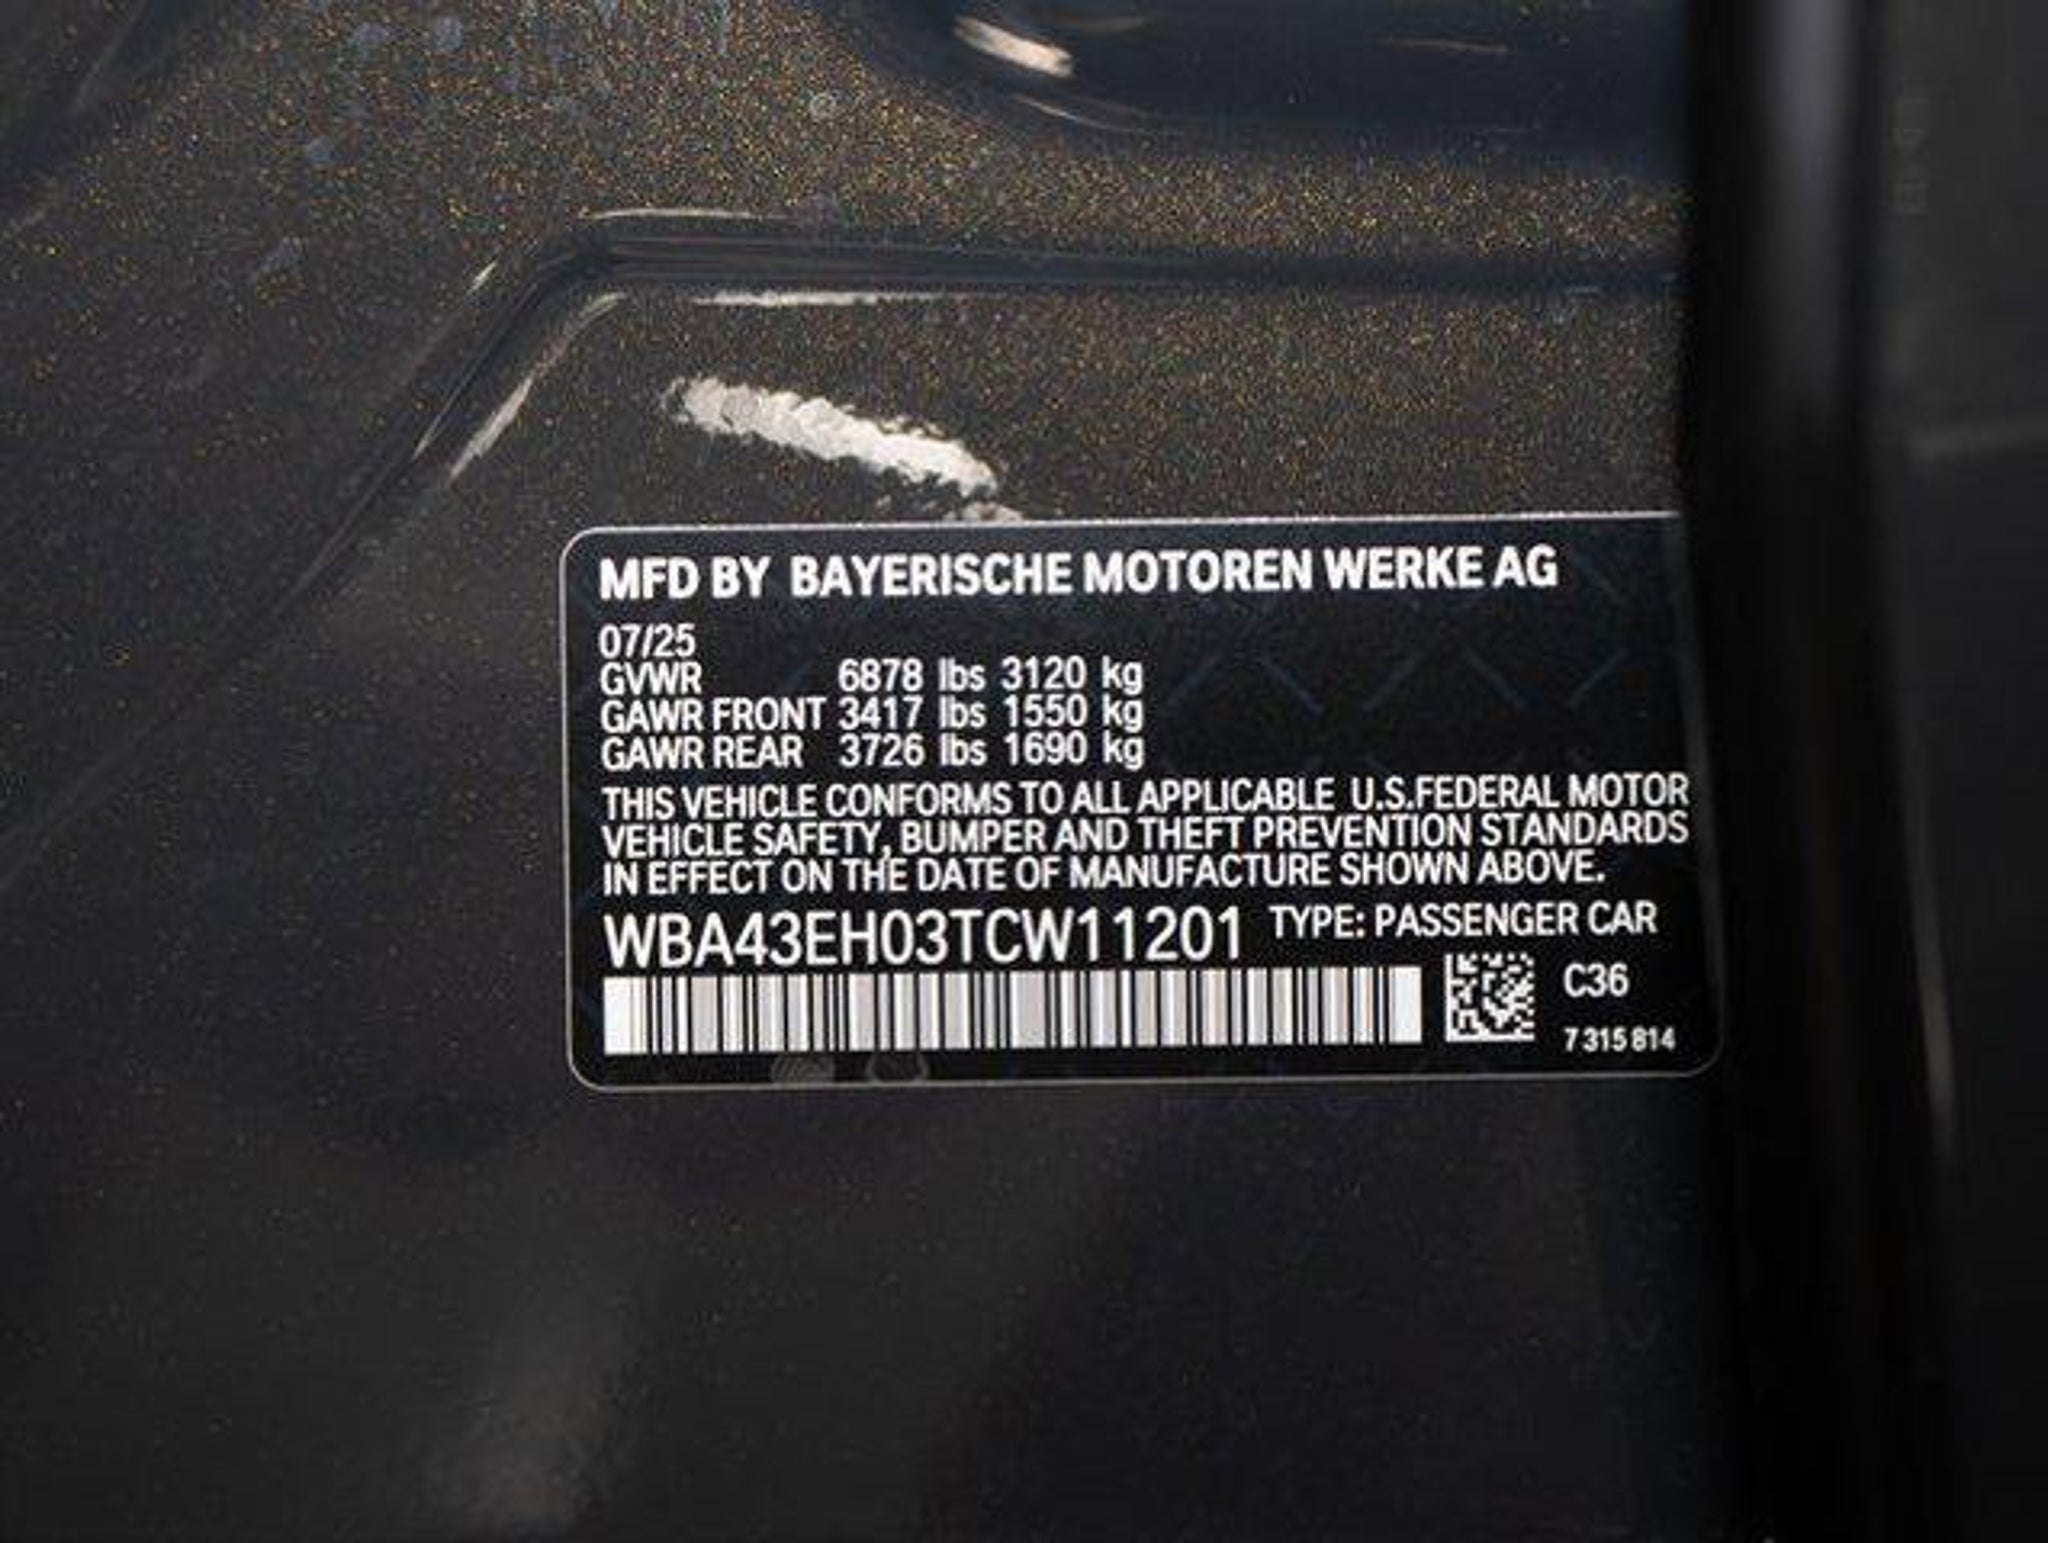 MFD BY BAYERISCHE MOTOREN WERKE AG
07/25
GVWR 6878 lbs 3120 kg
GAWR FRONT 3417 lbs 1550 kg
GAWR REAR 3726 lbs 1690 kg
THIS VEHICLE CONFORMS TO ALL APPLICABLE U.S.FEDERAL MOTOR
VEHICLE SAFETY, BUMPER AND THEFT PREVENTION STANDARDS
IN EFFECT ON THE DATE OF MANUFACTURE SHOWN ABOVE.
WBA43EH03TCW11201 TYPE: PASSENGER CAR
C36
7 315 814